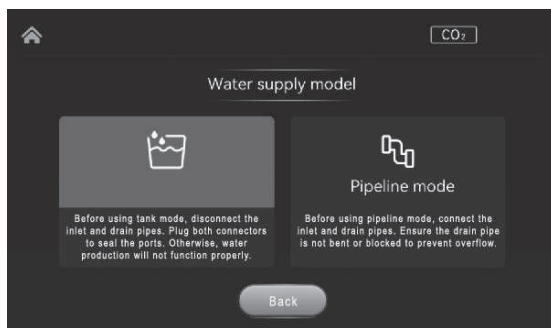 CO₂
Water supply model
Pipeline mode
Before using tank mode, disconnect the
inlet and drain pipes. Plug both connectors
to seal the ports. Otherwise, water
production will not function properly.
Before using pipeline mode, connect the
inlet and drain pipes. Ensure the drain pipe
is not bent or blocked to prevent overflow.
Back